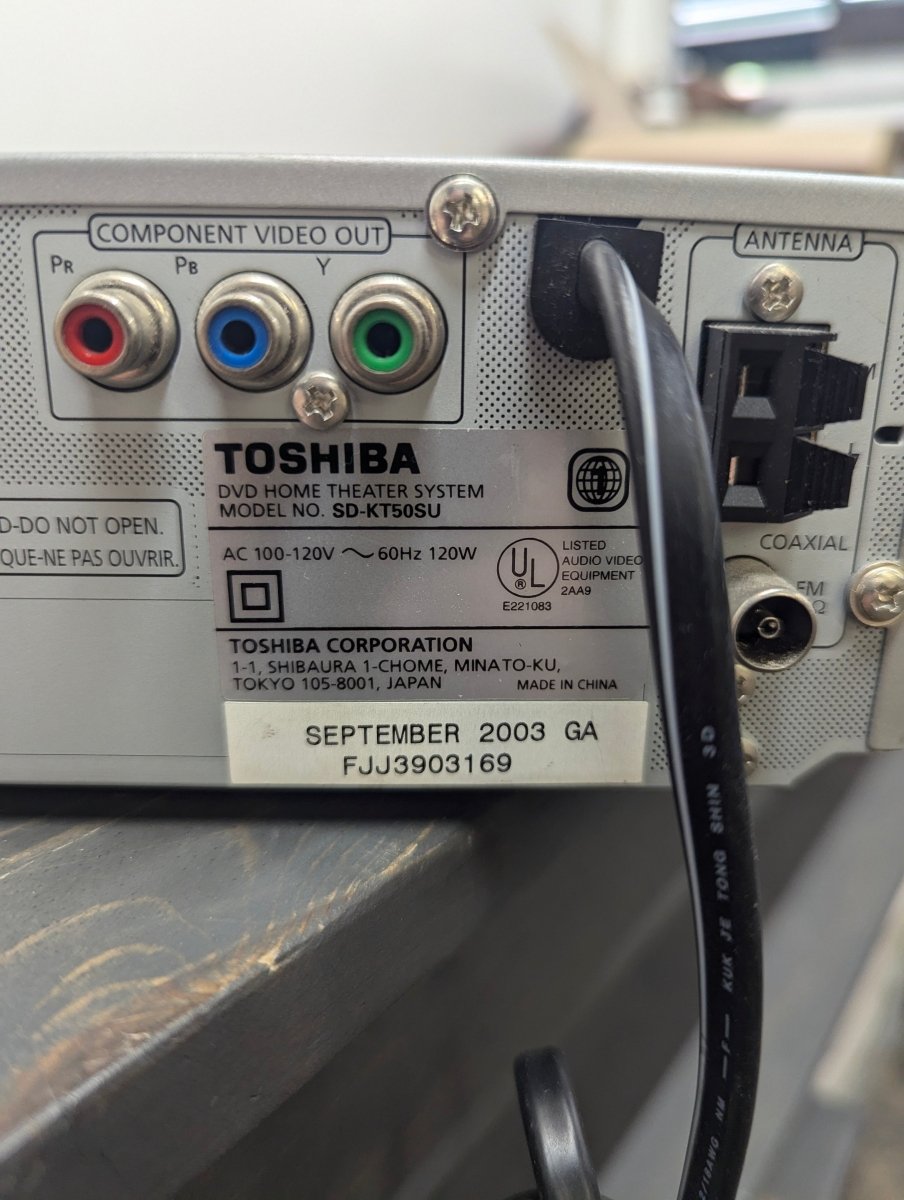 COMPONENT VIDEO OUT
PR PB Y
ANTENNA
TOSHIBA
DVD HOME THEATER SYSTEM
MODEL NO. SD-KT50SU
D-DO NOT OPEN.
QUE-NE PAS OUVRIR.
AC 100-120V ～ 60Hz 120W
UL
®
E221083
LISTED
AUDIO VIDEO
EQUIPMENT
2AA9
COAXIAL
FM
Ω
TOSHIBA CORPORATION
1-1, SHIBAURA 1-CHOME, MINATO-KU,
TOKYO 105-8001, JAPAN MADE IN CHINA
SEPTEMBER 2003 GA
FJJ3903169
KUK JE TONG SHIN 3D